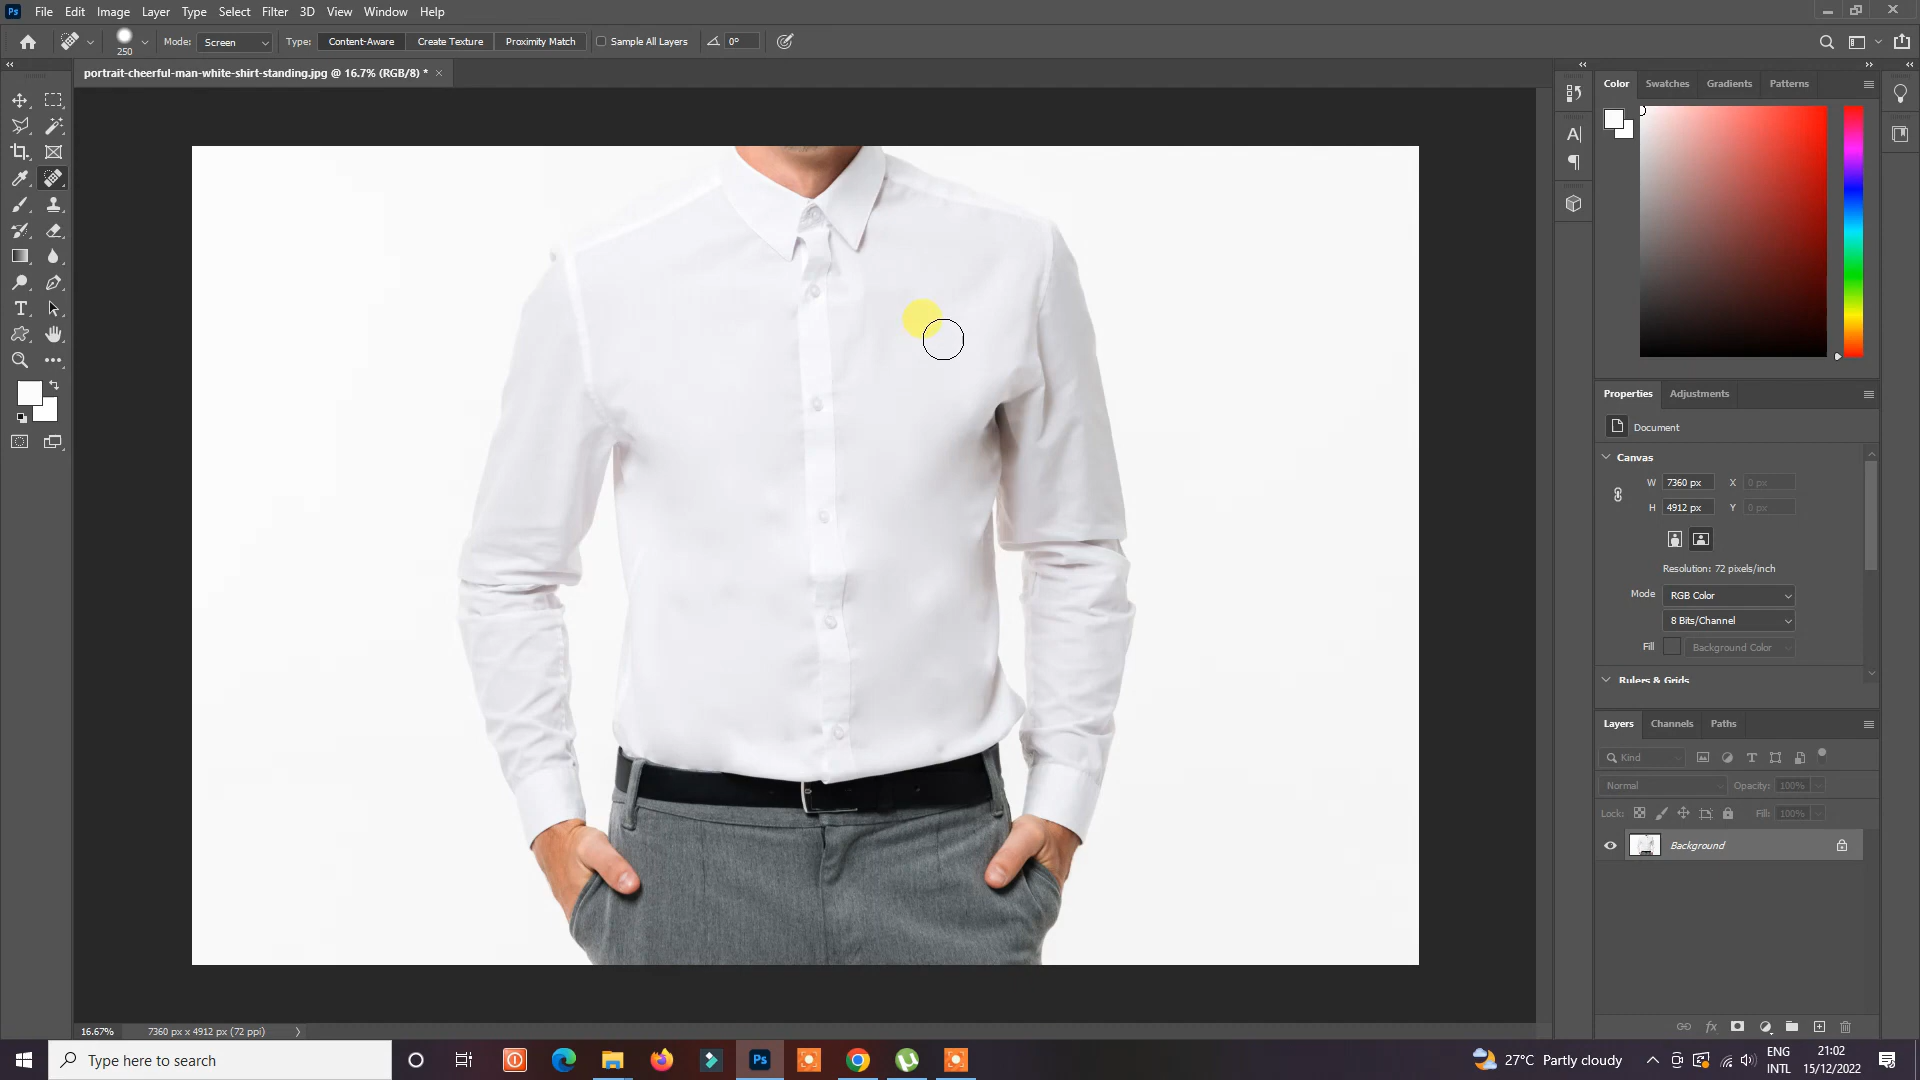 Ps File Edit Image Layer Type Select Filter 3D View Window Help
250 Mode: Screen Type: Content-Aware Create Texture Proximity Match Sample All Layers 0°
portrait-cheerful-man-white-shirt-standing.jpg @ 16.7% (RGB/8) *
Color Swatches Gradients Patterns
Properties Adjustments
Document
Canvas
W 7360 px X 0 px
H 4912 px Y 0 px
Resolution: 72 pixels/inch
Mode RGB Color
8 Bits/Channel
Fill Background Color
Rulers & Grids
Layers Channels Paths
Kind
Normal Opacity: 100%
Lock: Fill: 100%
Background
16.67% 7360 px x 4912 px (72 ppi)
Type here to search
Ps
27°C Partly cloudy
ENG
INTL
21:02
15/12/2022